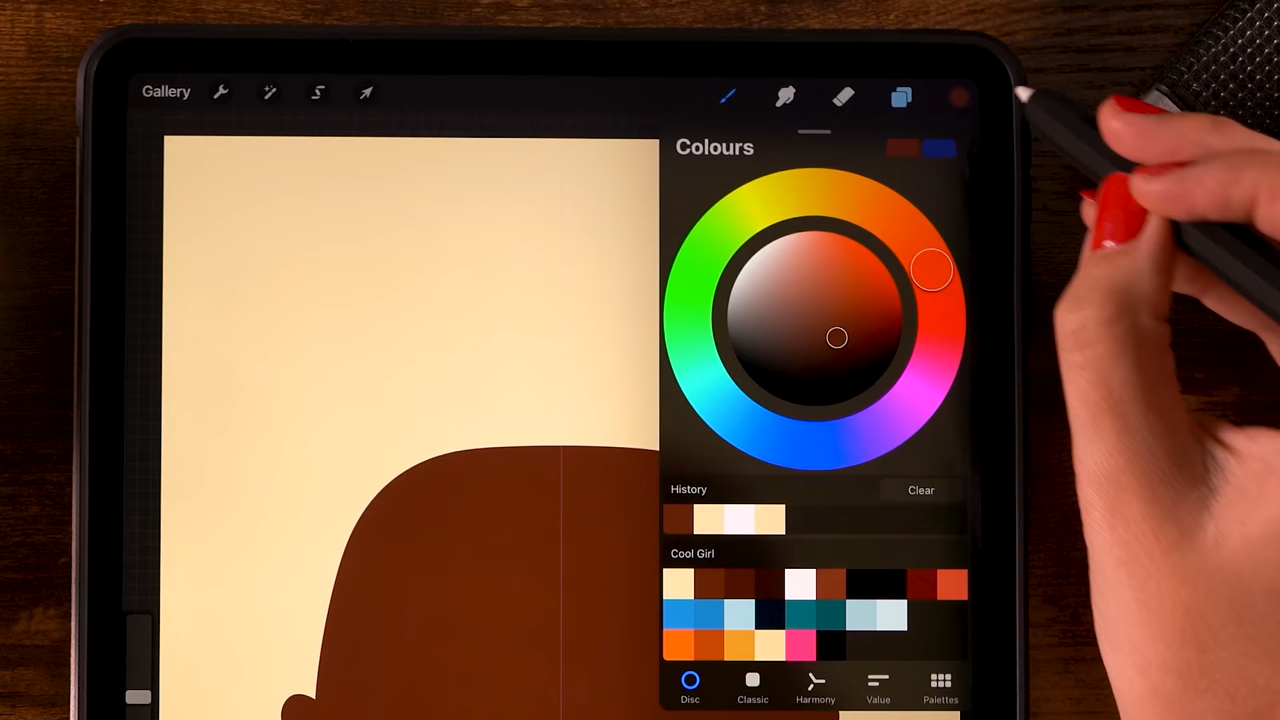 Gallery
Colours
History
Clear
Cool Girl
Disc
Classic
Harmony
Value
Palettes